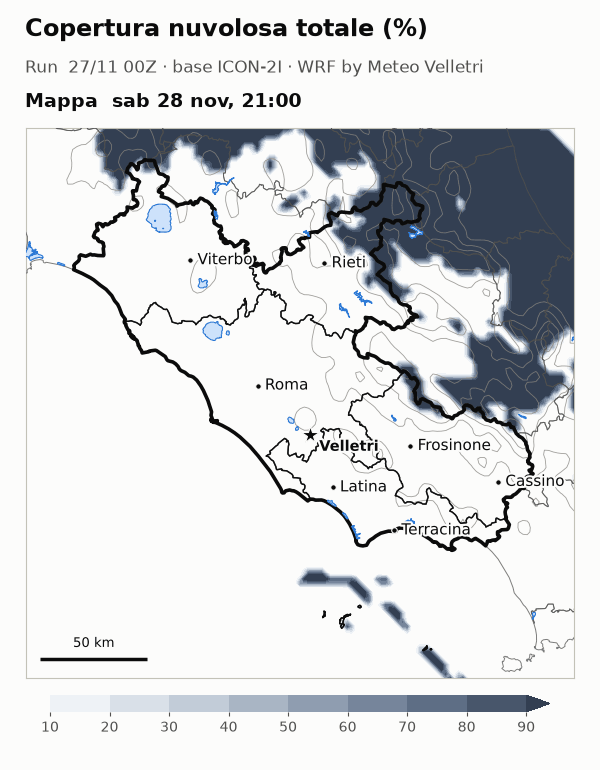 Copertura nuvolosa totale (%)
Run  27/11 00Z · base ICON-2I · WRF by Meteo Velletri
Mappa  sab 28 nov, 21:00
Viterbo
Rieti
Roma
Velletri
Frosinone
Cassino
Latina
Terracina
50 km
10 20 30 40 50 60 70 80 90